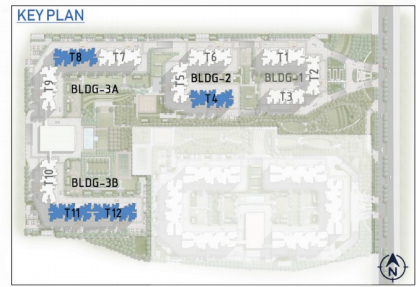 KEY PLAN
T8
T7
T6
T1
T9
BLDG-3A
T5
BLDG-2
BLDG-1
T2
T4
T3
T10
BLDG-3B
T11
T12
N